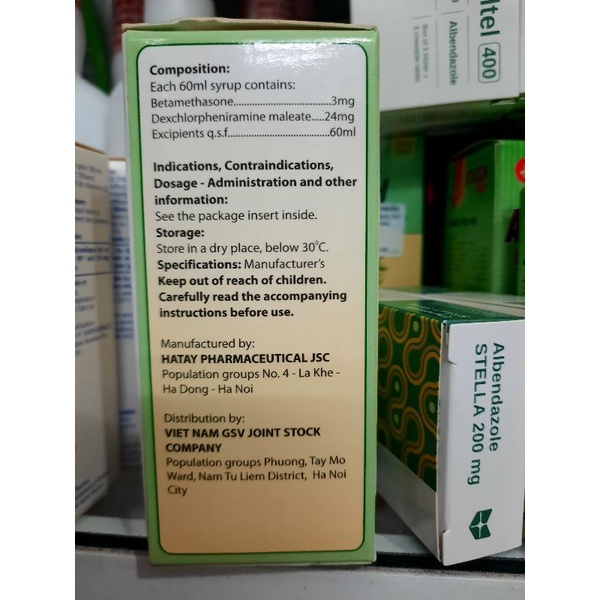 Composition:
Each 60ml syrup contains:
Betamethasone.............................3mg
Dexchlorpheniramine maleate.....24mg
Excipients q.s.f..............................60ml
Indications, Contraindications,
Dosage - Administration and other
information:
See the package insert inside.
Storage:
Store in a dry place, below 30°C.
Specifications: Manufacturer's
Keep out of reach of children.
Carefully read the accompanying
instructions before use.
Manufactured by:
HATAY PHARMACEUTICAL JSC
Population groups No. 4 - La Khe -
Ha Dong - Ha Noi
Distribution by:
VIET NAM GSV JOINT STOCK
COMPANY
Population groups Phuong, Tay Mo
Ward, Nam Tu Liem District, Ha Noi
City
ltel 400
Albendazole
Albendazole
STELLA 200 mg